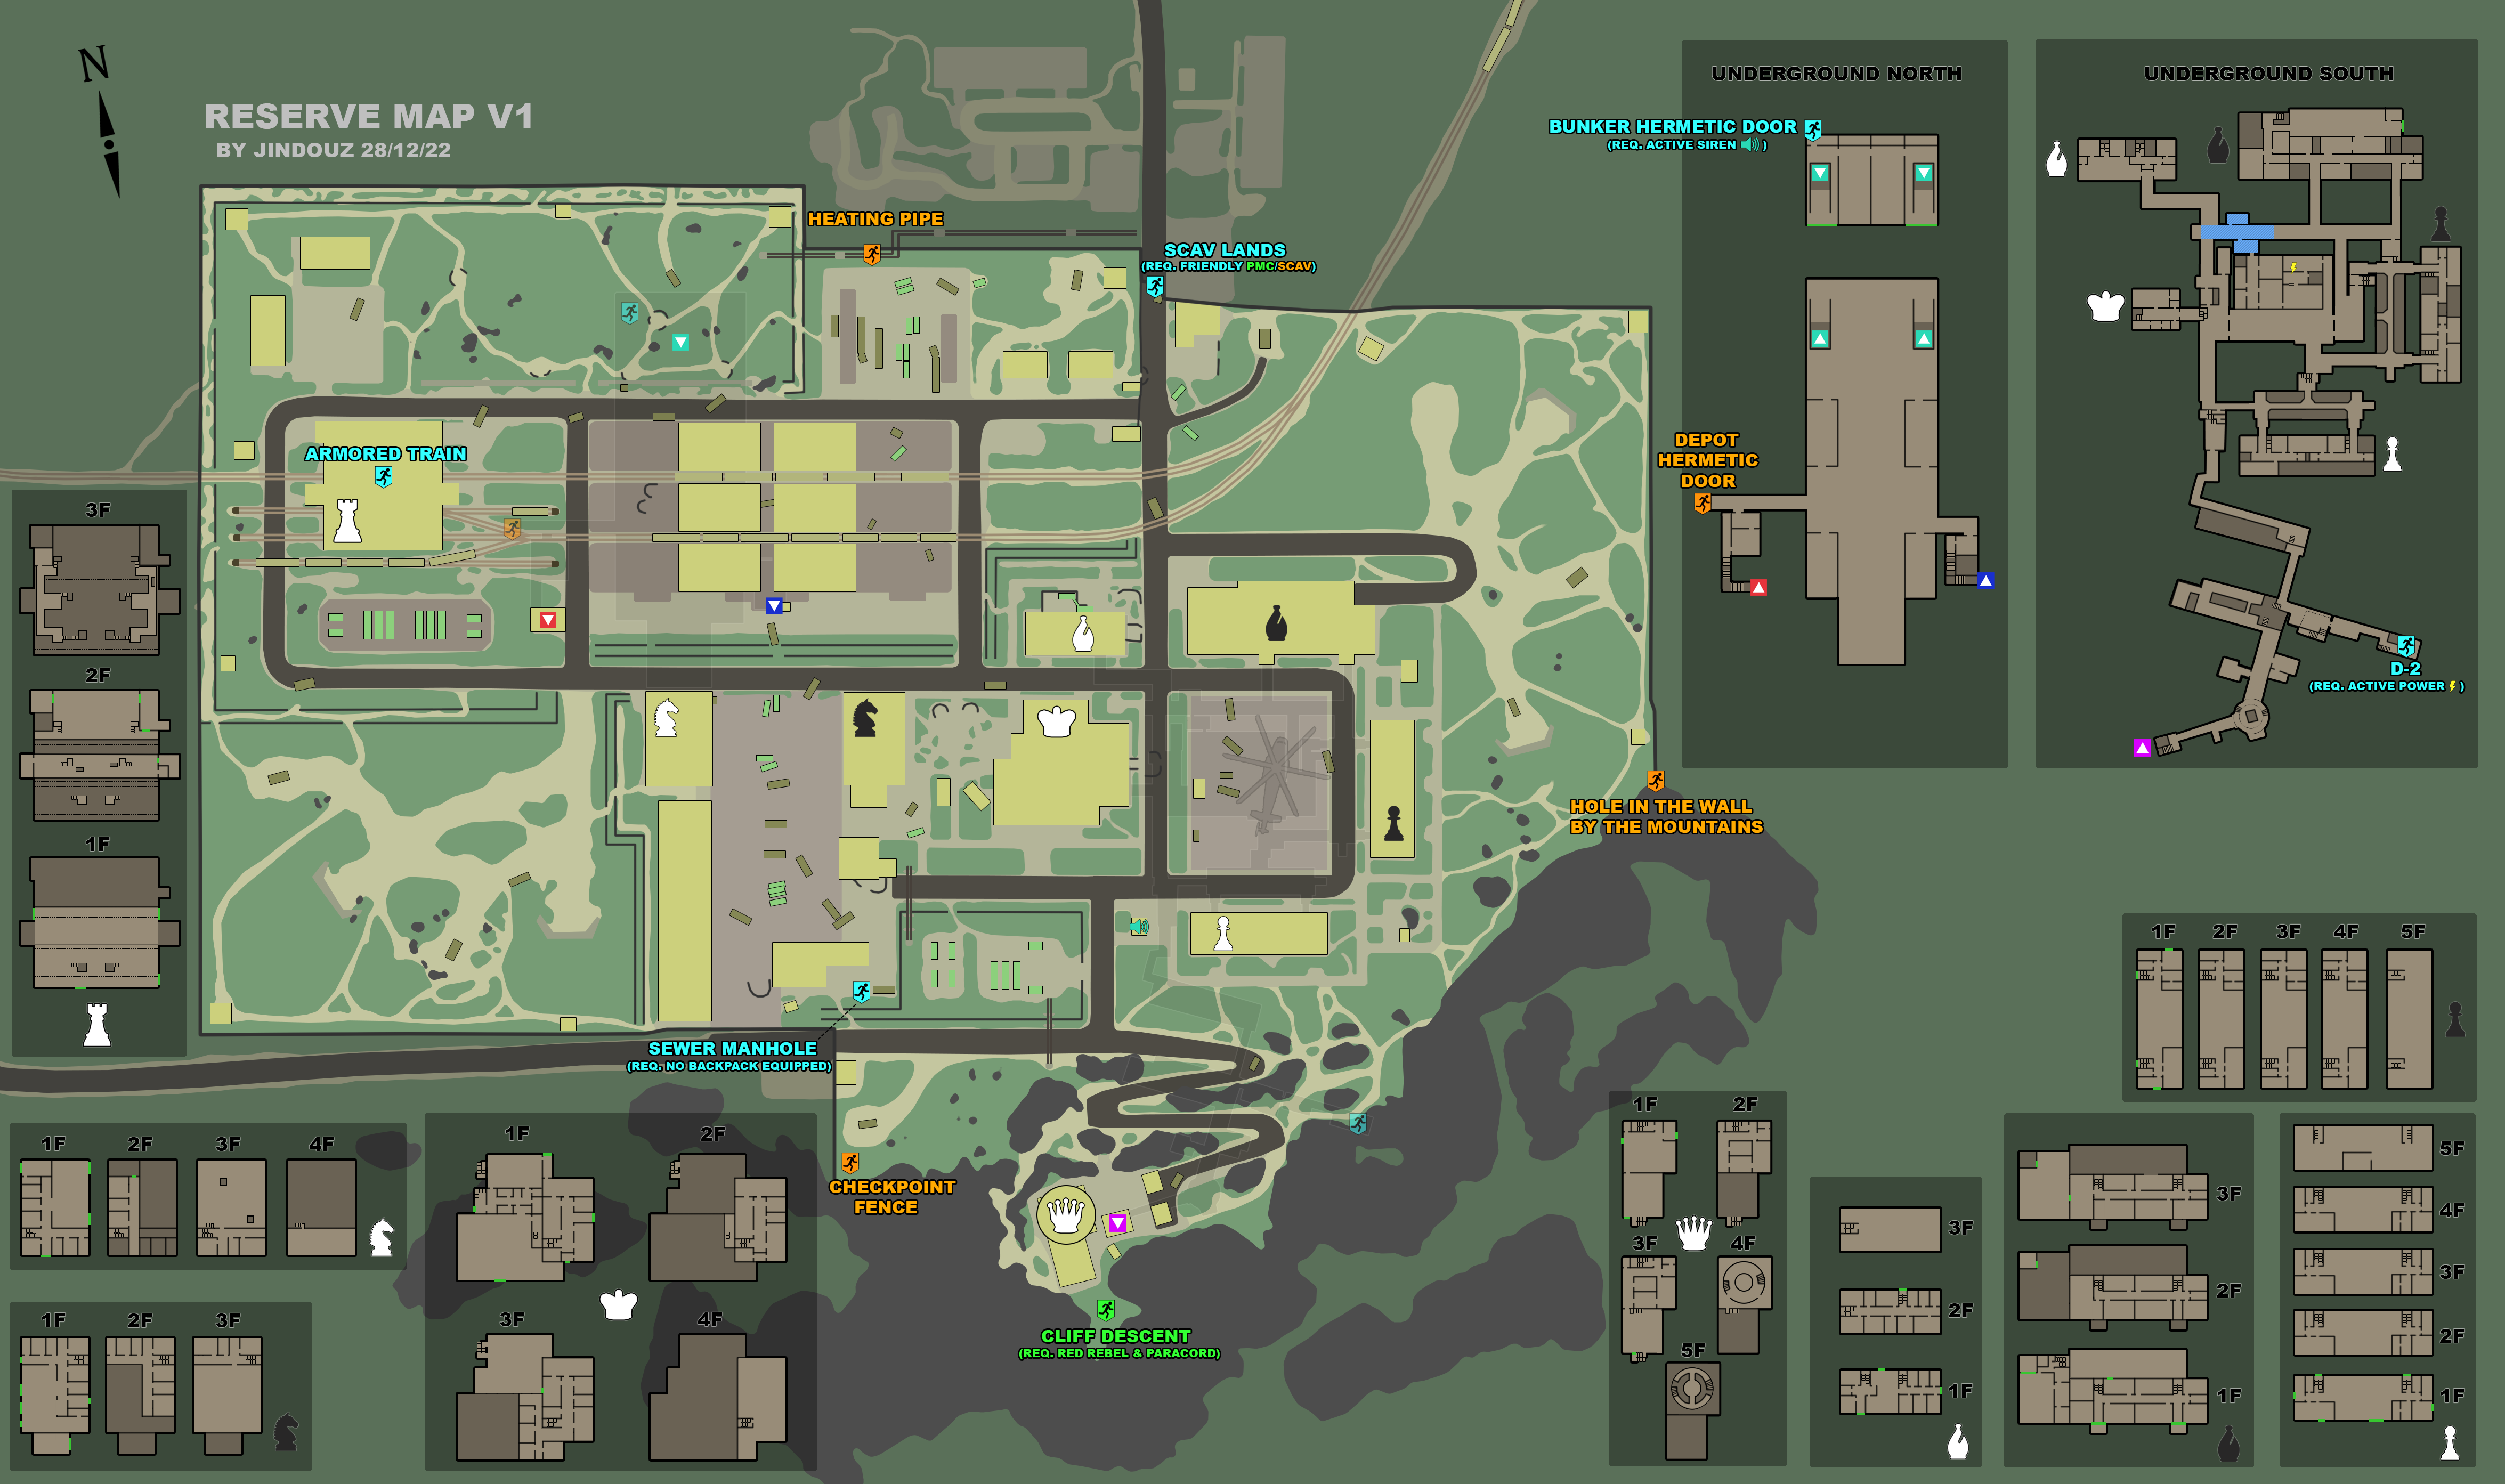 N
RESERVE MAP V1
BY JINDOUZ 28/12/22
HEATING PIPE
SCAV LANDS
(REQ. FRIENDLY PMC/SCAV)
ARMORED TRAIN
UNDERGROUND NORTH
BUNKER HERMETIC DOOR
(REQ. ACTIVE SIREN )
DEPOT
HERMETIC
DOOR
UNDERGROUND SOUTH
D-2
(REQ. ACTIVE POWER )
HOLE IN THE WALL
BY THE MOUNTAINS
3F
2F
1F
SEWER MANHOLE
(REQ. NO BACKPACK EQUIPPED)
CHECKPOINT
FENCE
CLIFF DESCENT
(REQ. RED REBEL & PARACORD)
1F 2F 3F 4F
1F 2F 3F
1F 2F
3F 4F
1F 2F
3F 4F
5F
3F
2F
1F
3F
2F
1F
1F 2F 3F 4F 5F
5F
4F
3F
2F
1F